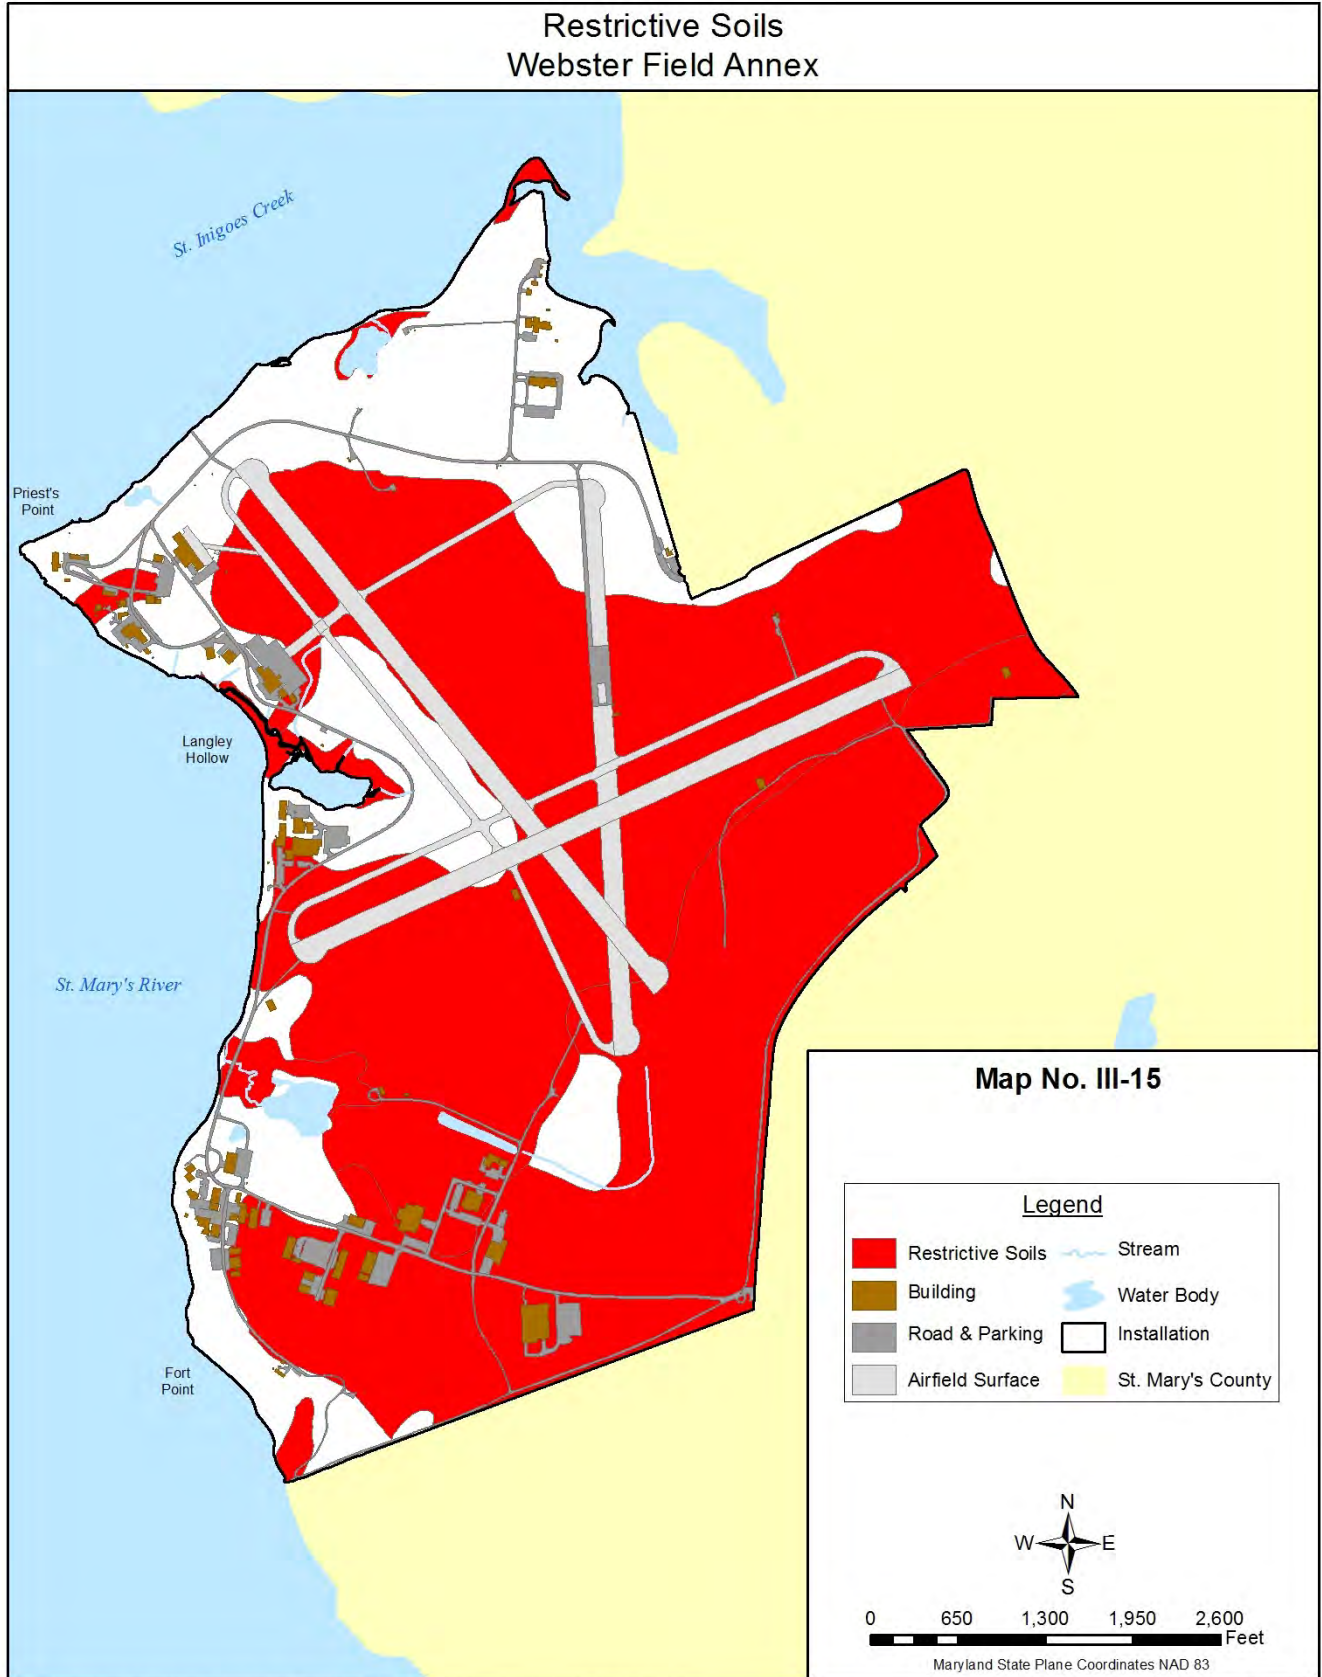 Restrictive Soils
Webster Field Annex
St. Inigoes Creek
Priest's
Point
Langley
Hollow
St. Mary's River
Fort
Point
Map No. III-15
Legend
Restrictive Soils
Stream
Building
Water Body
Road & Parking
Installation
Airfield Surface
St. Mary's County
N
W E
S
0 650 1,300 1,950 2,600
Feet
Maryland State Plane Coordinates NAD 83